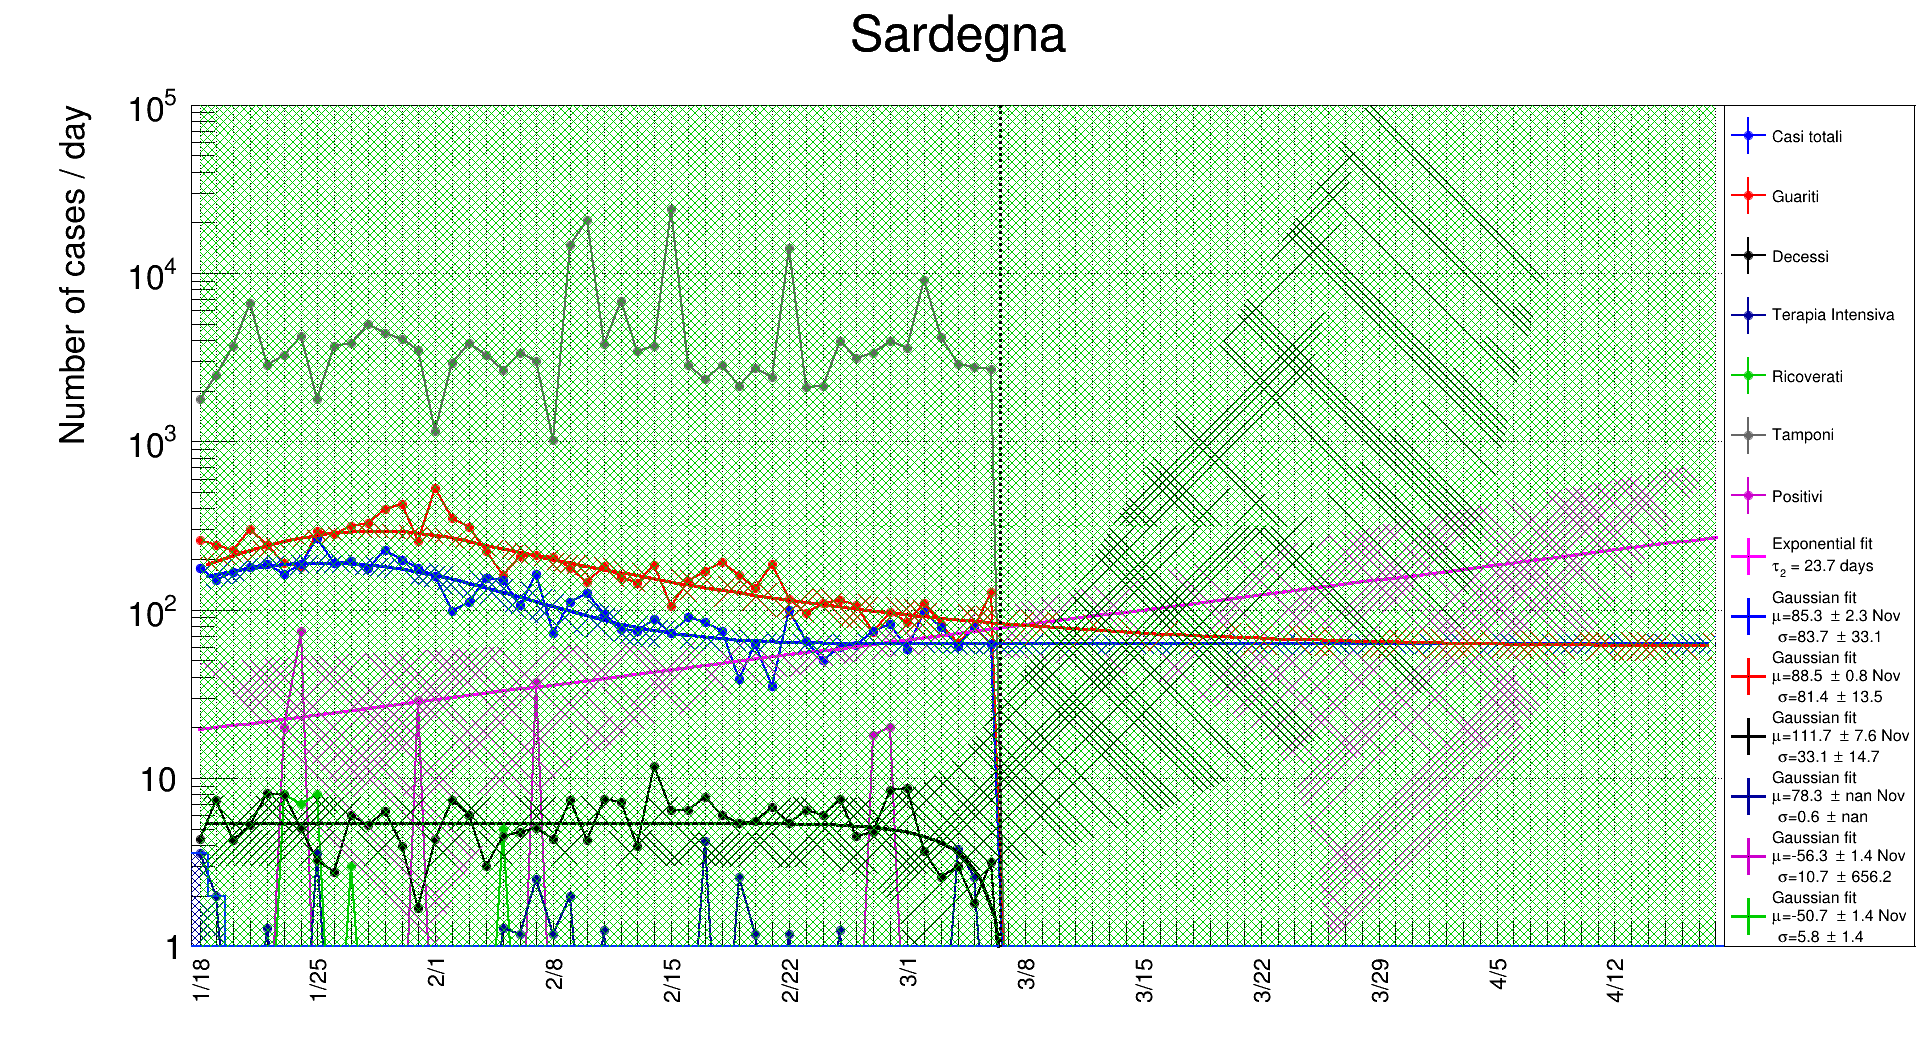 Sardegna
Number of cases / day
10^5
10^4
10^3
10^2
10
1
1/18
1/25
2/1
2/8
2/15
2/22
3/1
3/8
3/15
3/22
3/29
4/5
4/12
Casi totali
Guariti
Decessi
Terapia Intensiva
Ricoverati
Tamponi
Positivi
Exponential fit
τ₂ = 23.7 days
Gaussian fit
μ=85.3 ± 2.3 Nov
σ=83.7 ± 33.1
Gaussian fit
μ=88.5 ± 0.8 Nov
σ=81.4 ± 13.5
Gaussian fit
μ=111.7 ± 7.6 Nov
σ=33.1 ± 14.7
Gaussian fit
μ=78.3 ± nan Nov
σ=0.6 ± nan
Gaussian fit
μ=-56.3 ± 1.4 Nov
σ=10.7 ± 656.2
Gaussian fit
μ=-50.7 ± 1.4 Nov
σ=5.8 ± 1.4